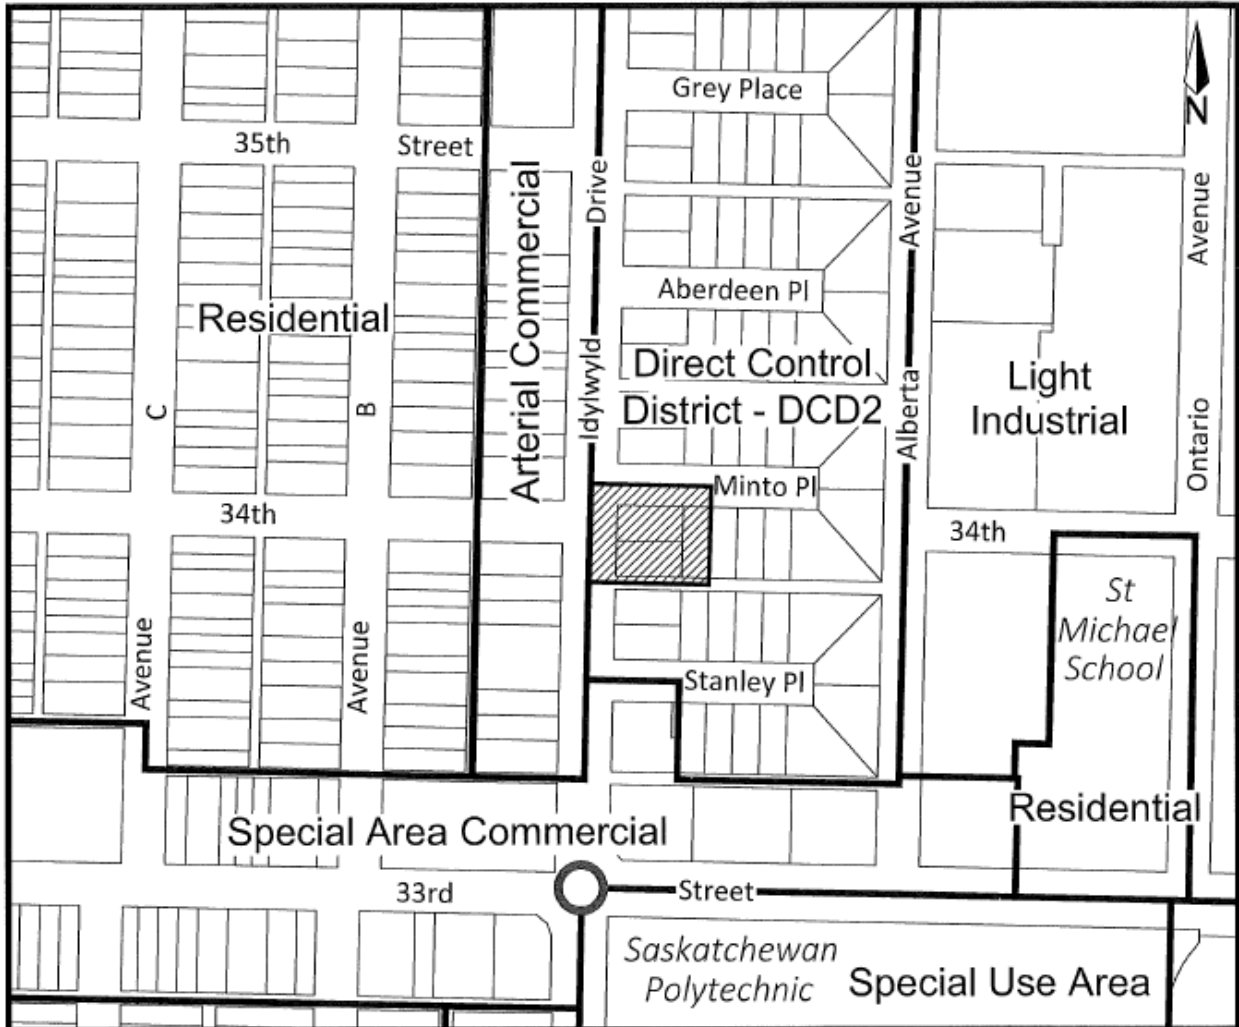 Grey Place
N
35th
Street
Drive
Avenue
Avenue
Arterial Commercial
Aberdeen Pl
Residential
Idylwyld
Direct Control
District - DCD2
Light
Industrial
C
B
Alberta
Ontario
Minto Pl
34th
34th
St
Michael
School
Avenue
Avenue
Stanley Pl
Residential
Special Area Commercial
33rd
Street
Saskatchewan
Polytechnic
Special Use Area